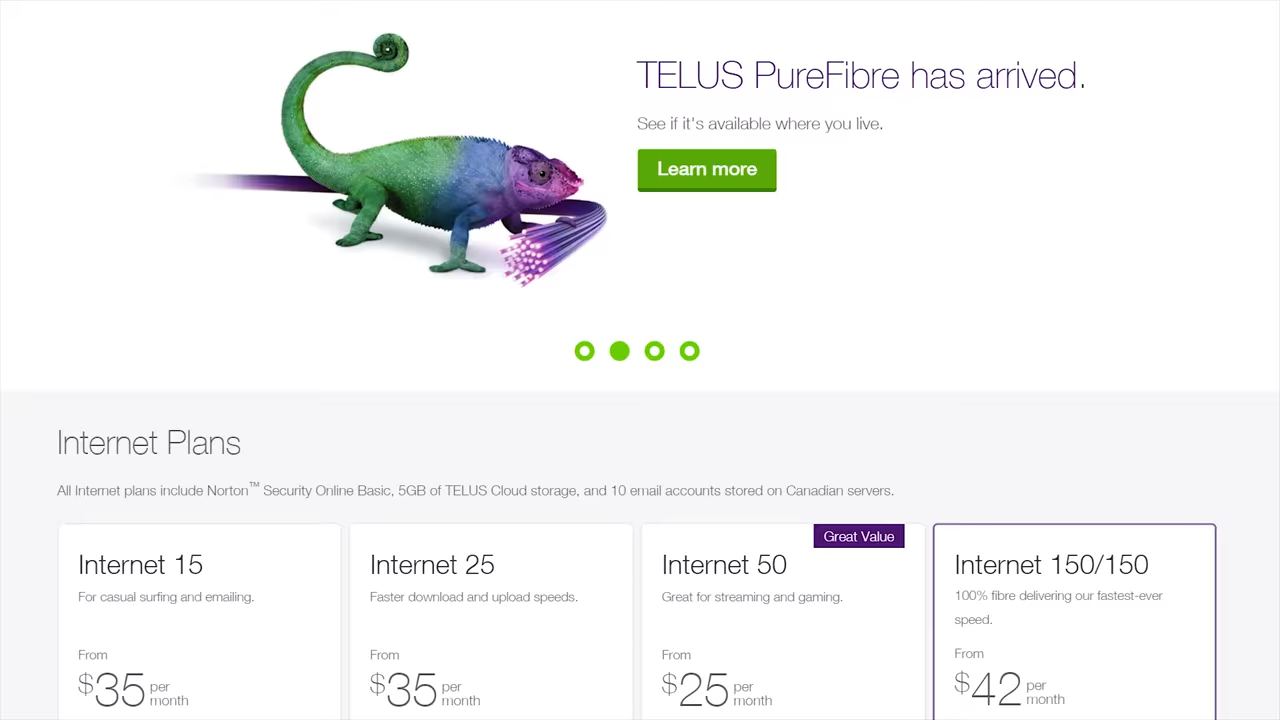 TELUS PureFibre has arrived.
See if it's available where you live.
Learn more
Internet Plans
All Internet plans include Norton™ Security Online Basic, 5GB of TELUS Cloud storage, and 10 email accounts stored on Canadian servers.
Internet 15
For casual surfing and emailing.
From
$35 per month
Internet 25
Faster download and upload speeds.
From
$35 per month
Great Value
Internet 50
Great for streaming and gaming.
From
$25 per month
Internet 150/150
100% fibre delivering our fastest-ever
speed.
From
$42 per month